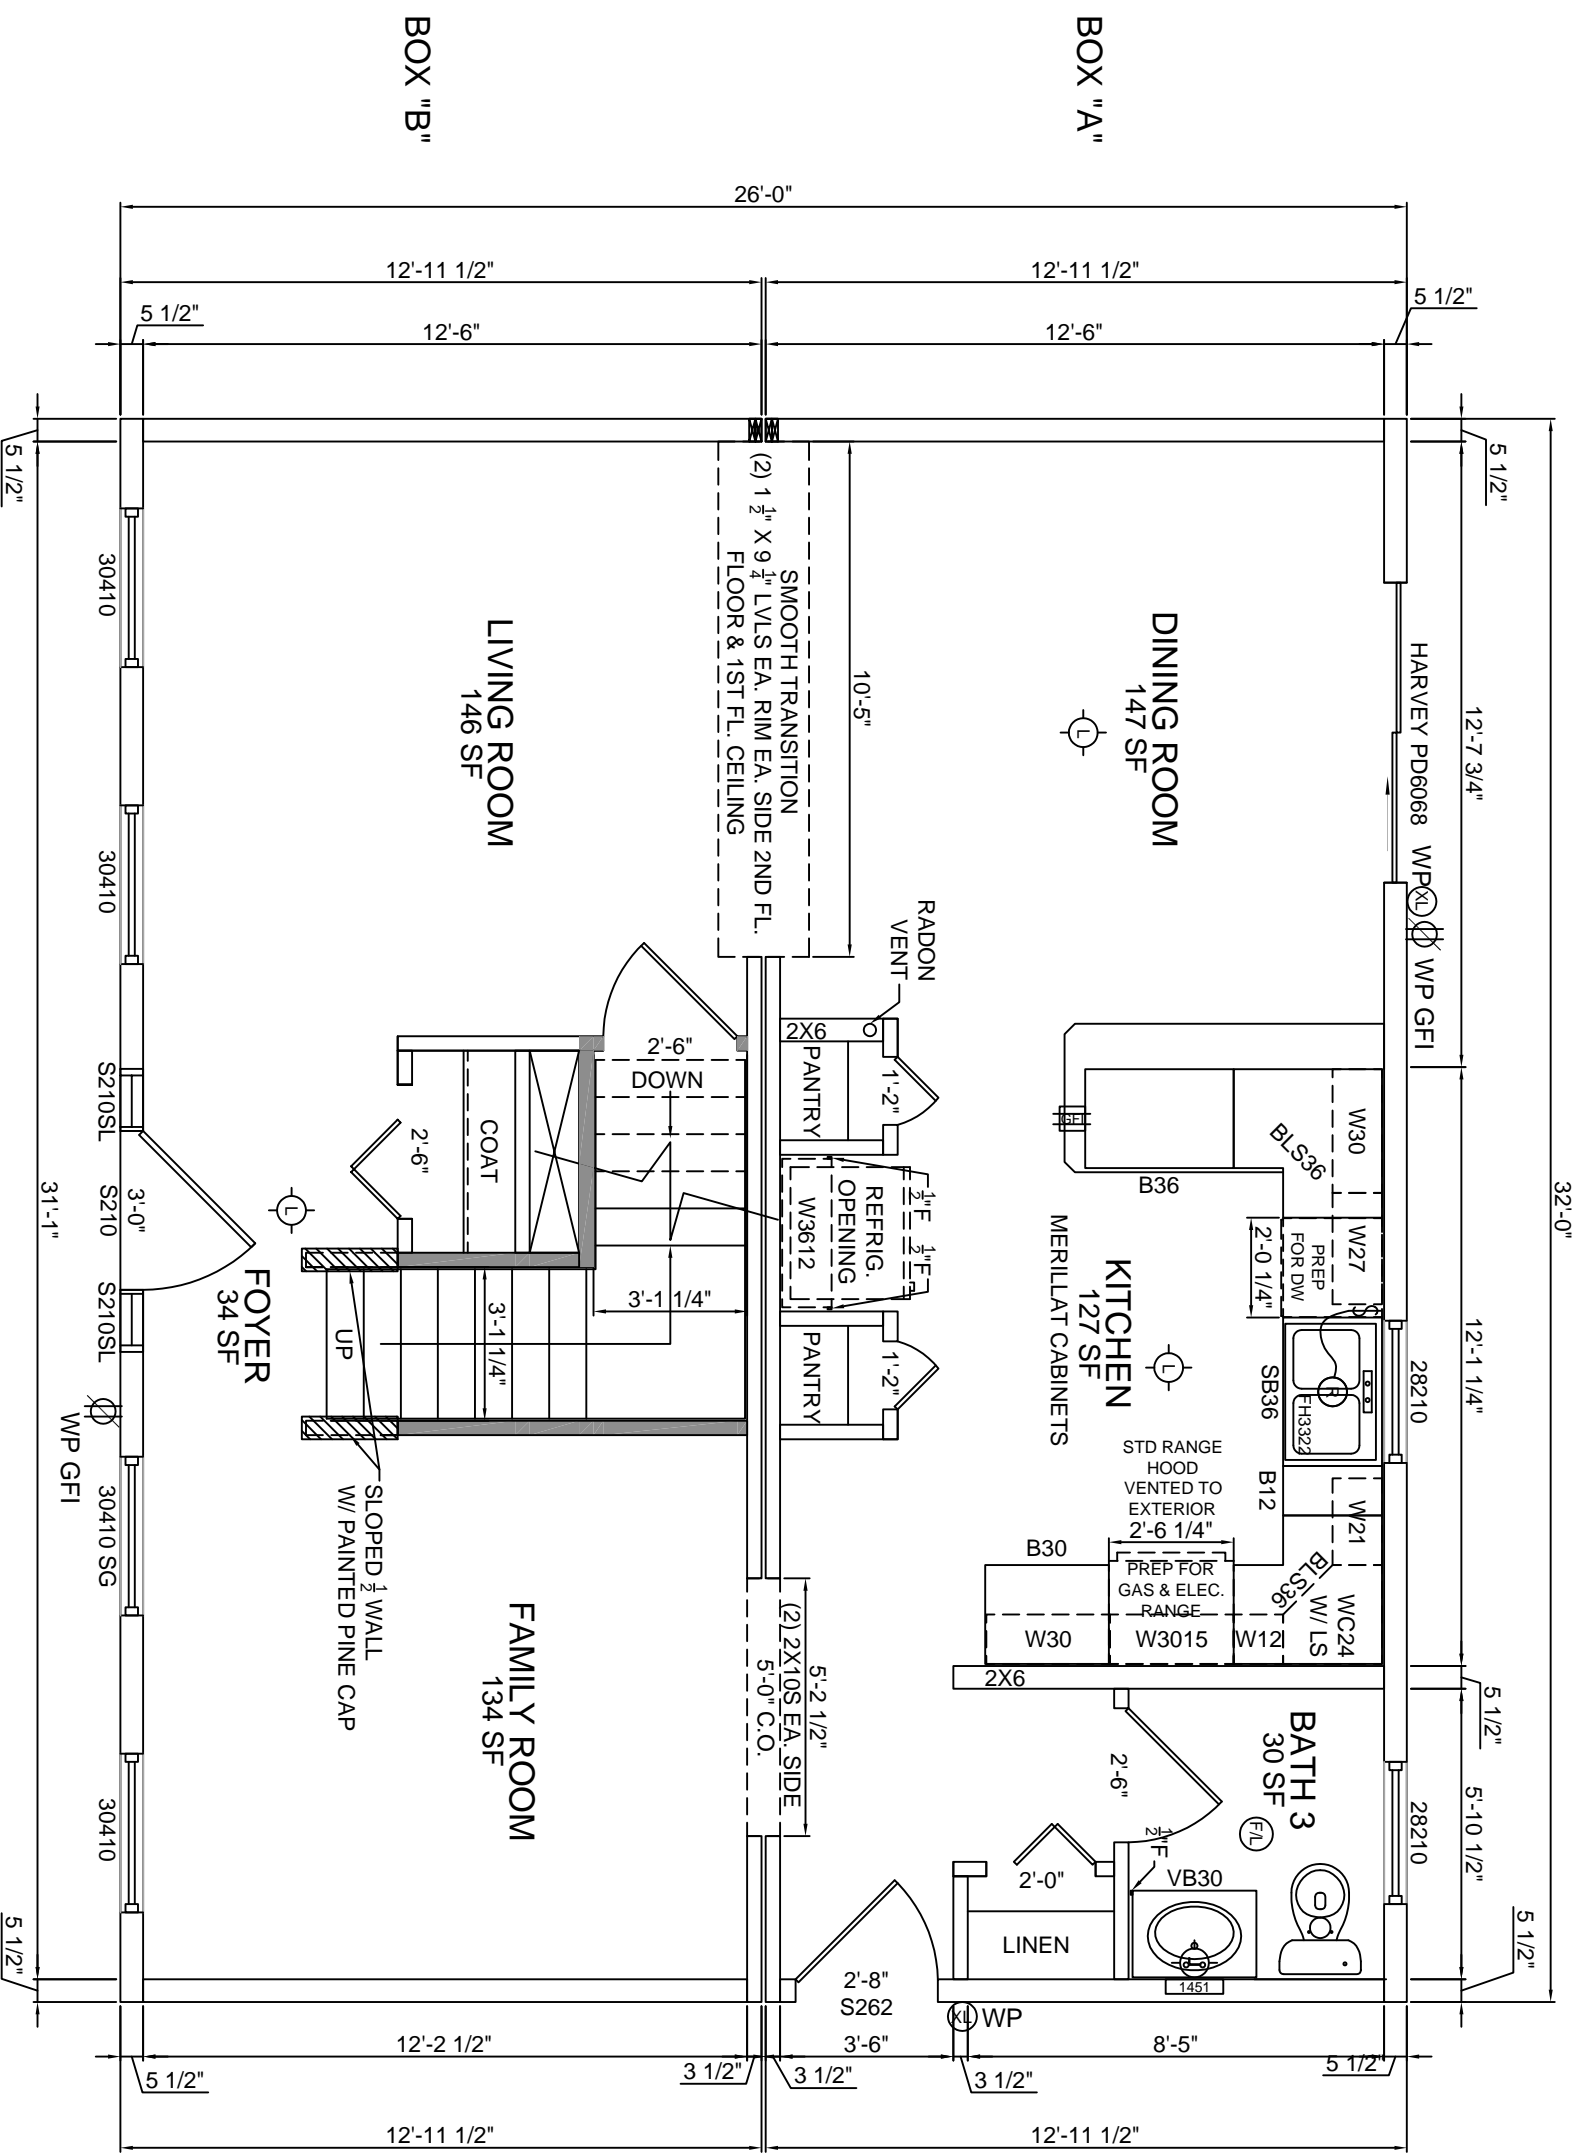 BOX "A"
BOX "B"
32'-0"
5 1/2"
12'-7 3/4"
12'-1 1/4"
5 1/2"
5'-10 1/2"
5 1/2"
HARVEY PD6068
WP
XL
WP GFI
28210
28210
26'-0"
12'-11 1/2"
12'-11 1/2"
5 1/2"
12'-6"
12'-6"
5 1/2"
DINING ROOM
147 SF
L
10'-5"
SMOOTH TRANSITION
(2) 1 1/2" X 9 1/4" LVLS EA. RIM EA. SIDE 2ND FL.
FLOOR & 1ST FL. CEILING
RADON
VENT
2X6
PANTRY
1'-2"
GFI
W30
BLS36
B36
W27
PREP
FOR DW
2'-0 1/4"
S
R
FH3322
SB36
B12
W21
BLS36
WC24
W/ LS
KITCHEN
127 SF
L
MERILLAT CABINETS
STD RANGE
HOOD
VENTED TO
EXTERIOR
2'-6 1/4"
PREP FOR
GAS & ELEC.
RANGE
B30
W30
W3015
W12
2X6
1/2"F
1/2"F
REFRIG.
OPENING
W3612
PANTRY
1'-2"
BATH 3
30 SF
F/L
2'-6"
1/2"F
VB30
1451
2'-0"
LINEN
5'-2 1/2"
(2) 2X10S EA. SIDE
5'-0" C.O.
2'-8"
S262
XL
WP
LIVING ROOM
146 SF
2'-6"
DOWN
COAT
2'-6"
3'-1 1/4"
3'-1 1/4"
UP
L
FOYER
34 SF
SLOPED 1/2 WALL
W/ PAINTED PINE CAP
FAMILY ROOM
134 SF
30410
30410
S210SL
3'-0"
S210
S210SL
WP GFI
30410 SG
30410
5 1/2"
31'-1"
5 1/2"
5 1/2"
12'-2 1/2"
3 1/2"
3 1/2"
3'-6"
3 1/2"
8'-5"
5 1/2"
12'-11 1/2"
12'-11 1/2"